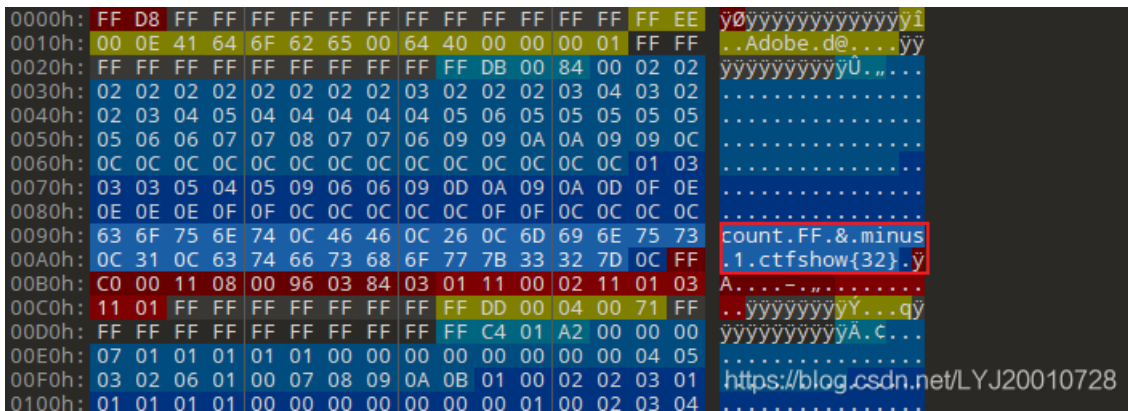 0000h: FF D8 FF FF FF FF FF FF FF FF FF FF FF FF FF EE ÿØÿÿÿÿÿÿÿÿÿÿÿÿÿî
0010h: 00 0E 41 64 6F 62 65 00 64 40 00 00 00 01 FF FF ..Adobe.d@....ÿÿ
0020h: FF FF FF FF FF FF FF FF FF FF DB 00 84 00 02 02 ÿÿÿÿÿÿÿÿÿÿÛ.„...
0030h: 02 02 02 02 02 02 02 03 02 02 02 03 04 03 02 ................
0040h: 02 03 04 05 04 04 04 04 04 05 06 05 05 05 05 05 ................
0050h: 05 06 06 07 07 08 07 07 06 09 09 0A 0A 09 09 0C ................
0060h: 0C 0C 0C 0C 0C 0C 0C 0C 0C 0C 0C 0C 0C 0C 01 03 ................
0070h: 03 03 05 04 05 09 06 06 09 0D 0A 09 0A 0D 0F 0E ................
0080h: 0E 0E 0E 0F 0F 0C 0C 0C 0C 0C 0F 0F 0C 0C 0C 0C ................
0090h: 63 6F 75 6E 74 0C 46 46 0C 26 0C 6D 69 6E 75 73 count.FF.&.minus
00A0h: 0C 31 0C 63 74 66 73 68 6F 77 7B 33 32 7D 0C FF .1.ctfshow{32}.ÿ
00B0h: C0 00 11 08 00 96 03 84 03 01 11 00 02 11 01 03 À....–.„........
00C0h: 11 01 FF FF FF FF FF FF FF FF DD 00 04 00 71 FF ..ÿÿÿÿÿÿÿÿÝ...qÿ
00D0h: FF FF FF FF FF FF FF FF FF FF C4 01 A2 00 00 00 ÿÿÿÿÿÿÿÿÿÿÄ.¢...
00E0h: 07 01 01 01 01 01 00 00 00 00 00 00 00 00 04 05 ................
00F0h: 03 02 06 01 00 07 08 09 0A 0B 01 00 02 02 03 01
0100h: 01 01 01 01 00 00 00 00 00 00 00 01 00 02 03 04 ................
https://blog.csdn.net/LYJ20010728